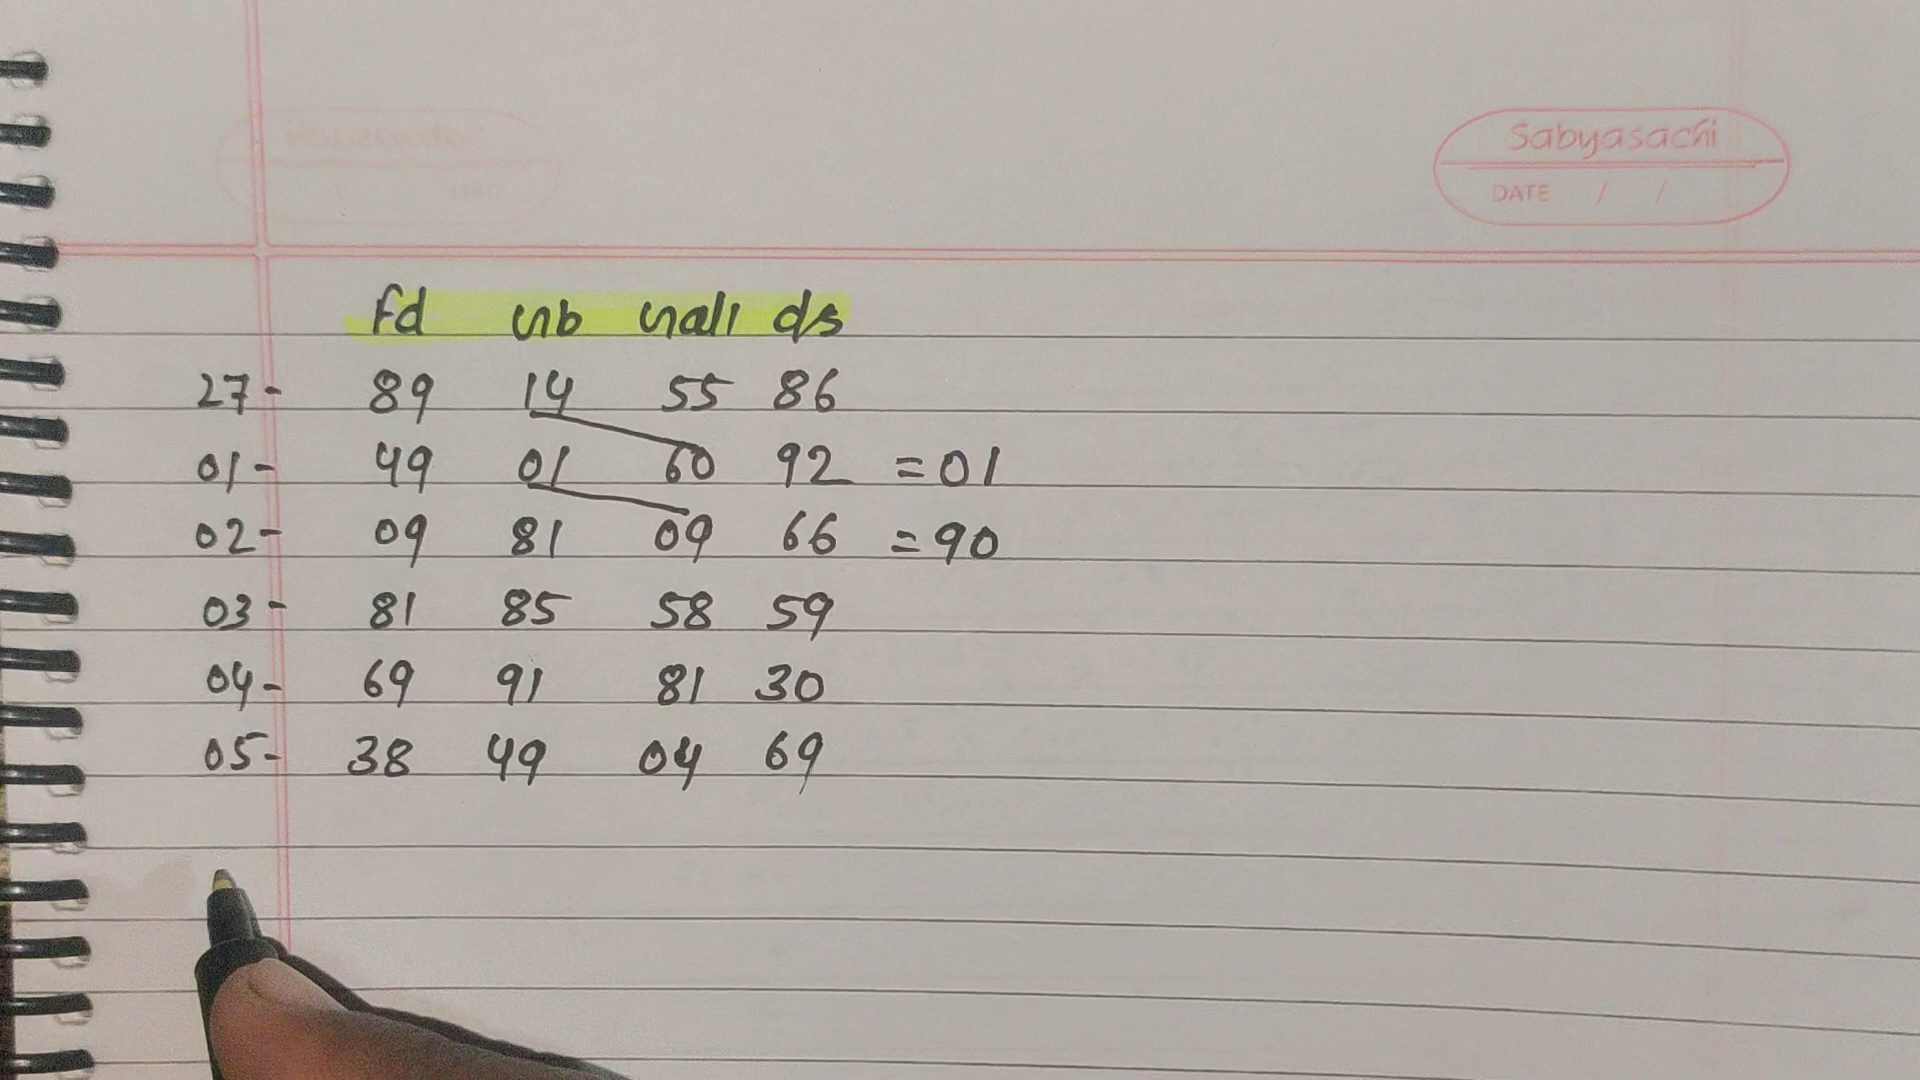 Sabyasachi
DATE / /
fd gb gali ds
27- 89 14 55 86
01- 49 01 60 92 =01
02- 09 81 09 66 =90
03- 81 85 58 59
04- 69 91 81 30
05- 38 49 04 69